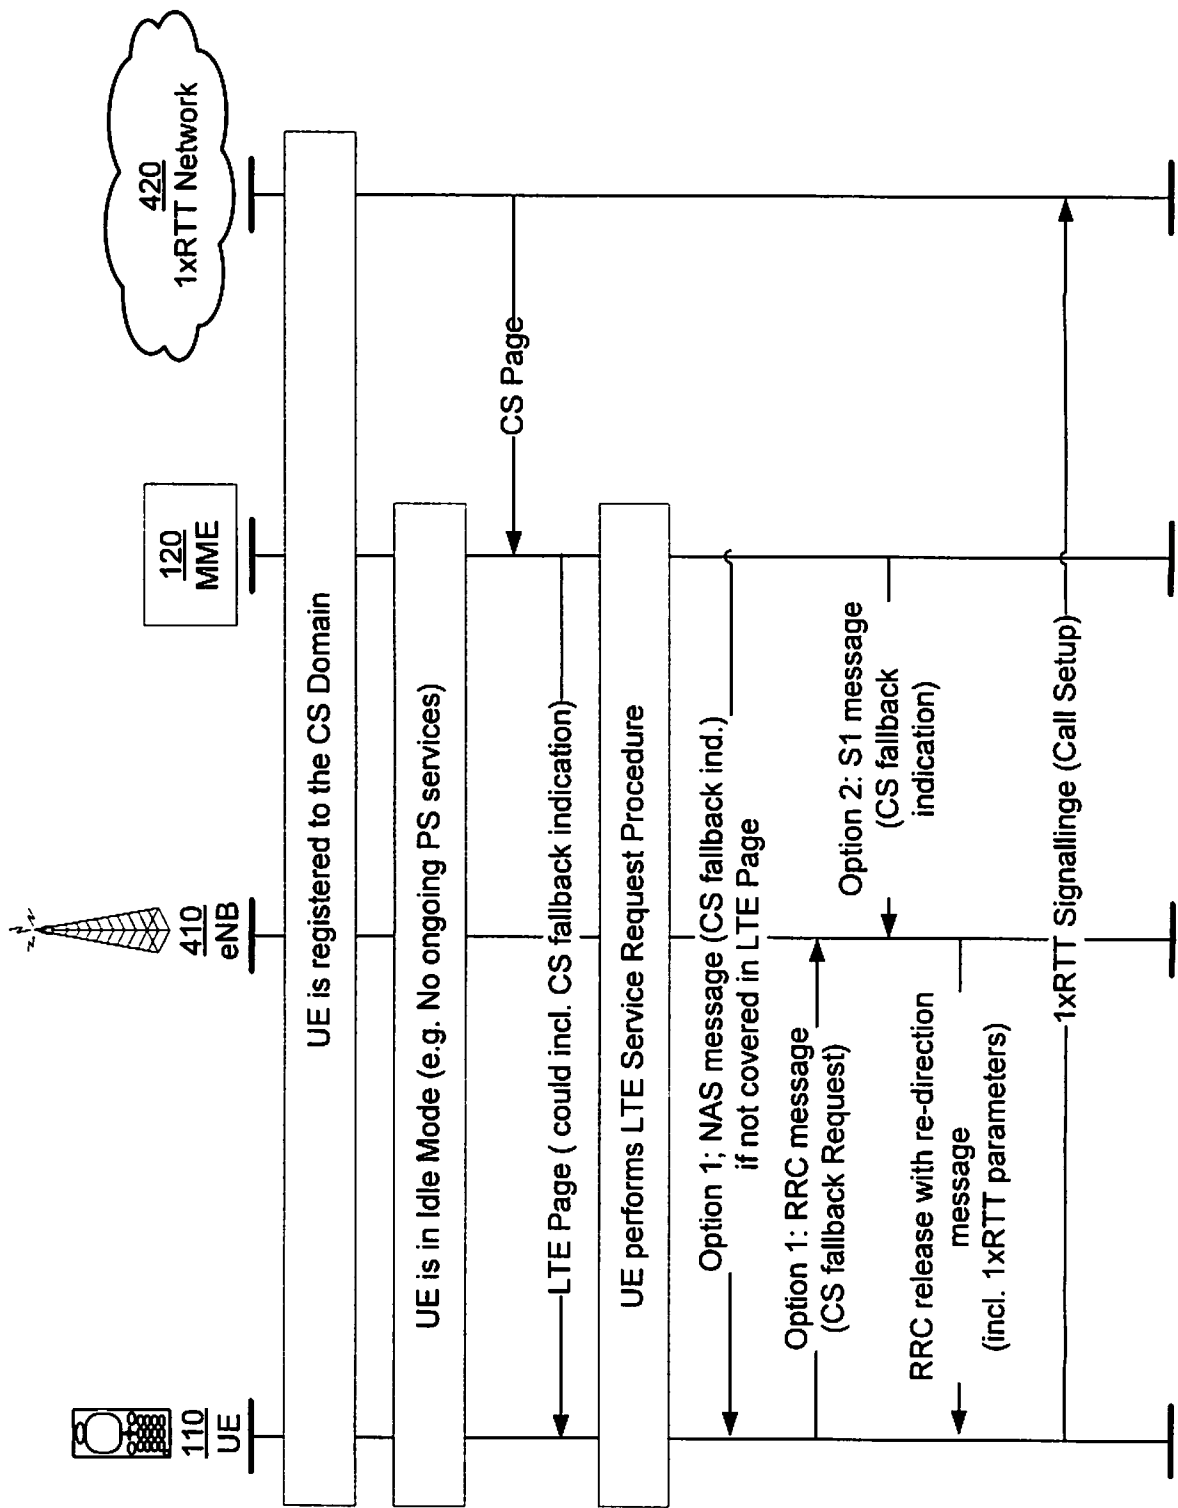 110
UE
410
eNB
120
MME
420
1xRTT Network
UE is registered to the CS Domain
UE is in Idle Mode (e.g. No ongoing PS services)
CS Page
LTE Page ( could incl. CS fallback indication)
UE performs LTE Service Request Procedure
Option 1; NAS message (CS fallback ind.)
if not covered in LTE Page
Option 1: RRC message
(CS fallback Request)
Option 2: S1 message
(CS fallback
indication)
RRC release with re-direction
message
(incl. 1xRTT parameters)
1xRTT Signallinge (Call Setup)